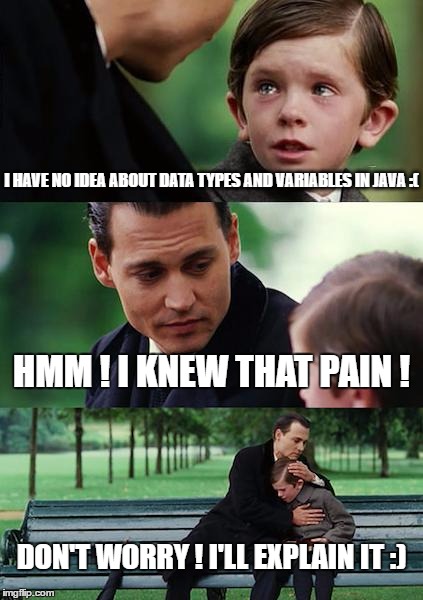 I HAVE NO IDEA ABOUT DATA TYPES AND VARIABLES IN JAVA :(
HMM ! I KNEW THAT PAIN !
DON'T WORRY ! I'LL EXPLAIN IT :)
imgflip.com